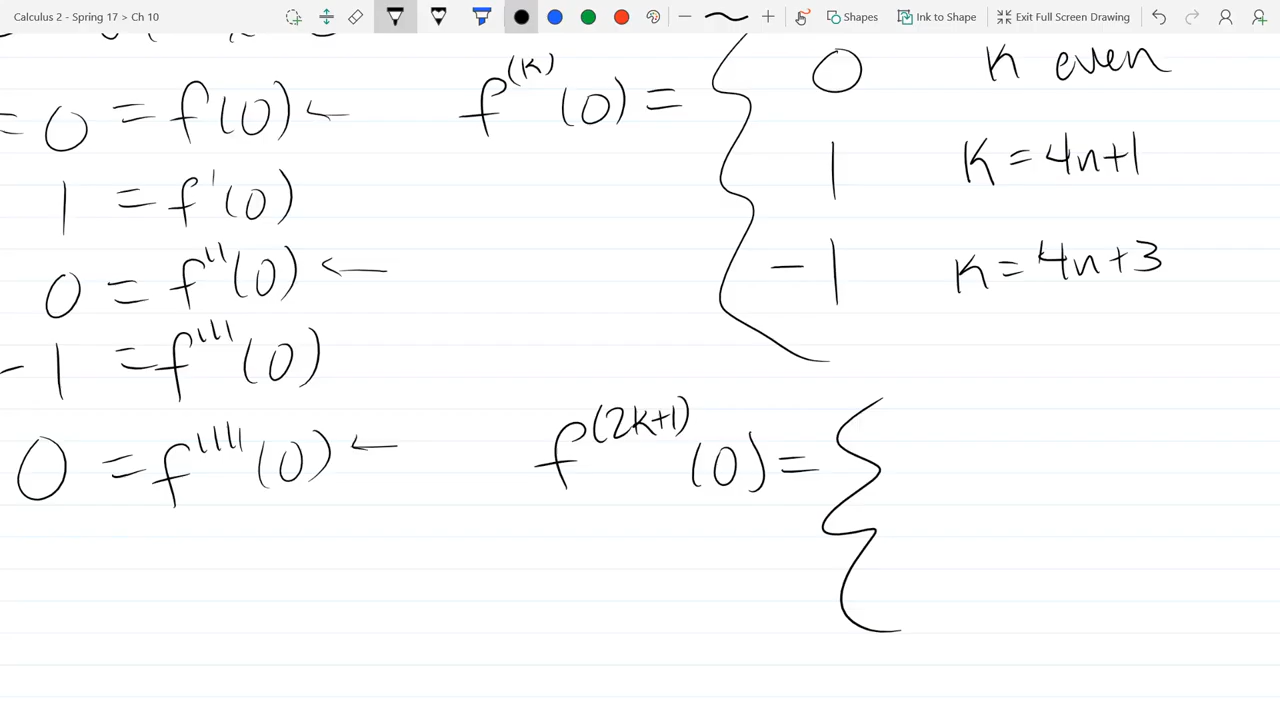 Calculus 2 - Spring 17 > Ch 10
Shapes
Ink to Shape
Exit Full Screen Drawing
= 0 = f(0) ←
1 = f'(0)
0 = f''(0) ←
-1 = f'''(0)
0 = f''''(0) ←
f^(k)(0) = {
0 k even
1 k = 4n+1
-1 k = 4n+3
f^(2k+1)(0) = {